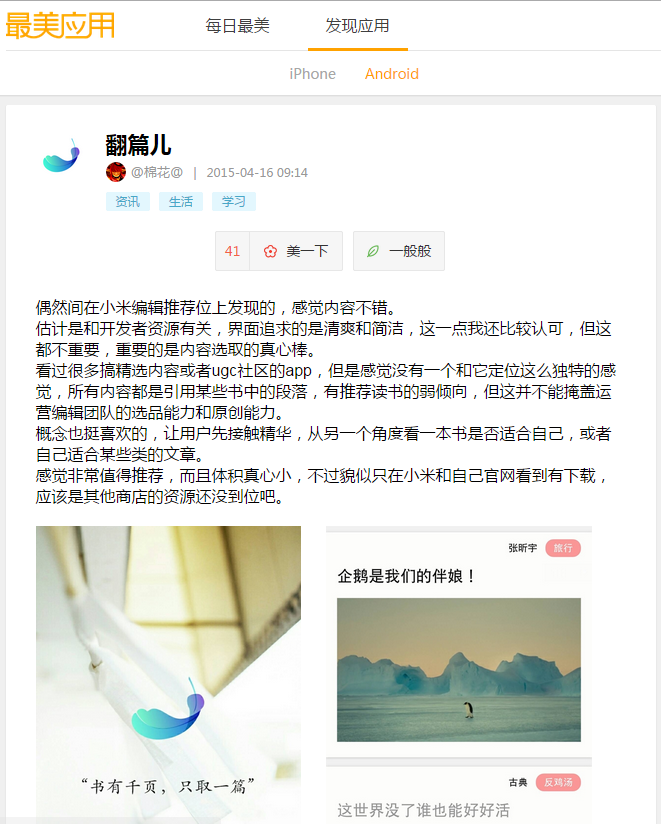 最美应用
每日最美 发现应用
iPhone Android
翻篇儿
@棉花@ | 2015-04-16 09:14
资讯 生活 学习
41 美一下 一般般
偶然间在小米编辑推荐位上发现的，感觉内容不错。
估计是和开发者资源有关，界面追求的是清爽和简洁，这一点我还比较认可，但这
都不重要，重要的是内容选取的真心棒。
看过很多搞精选内容或者ugc社区的app，但是感觉没有一个和它定位这么独特的感
觉，所有内容都是引用某些书中的段落，有推荐读书的弱倾向，但这并不能掩盖运
营编辑团队的选品能力和原创能力。
概念也挺喜欢的，让用户先接触精华，从另一个角度看一本书是否适合自己，或者
自己适合某些类的文章。
感觉非常值得推荐，而且体积真心小，不过貌似只在小米和自己官网看到有下载，
应该是其他商店的资源还没到位吧。
“书有千页，只取一篇”
张昕宇 旅行
企鹅是我们的伴娘！
古典 反鸡汤
这世界没了谁也能好好活